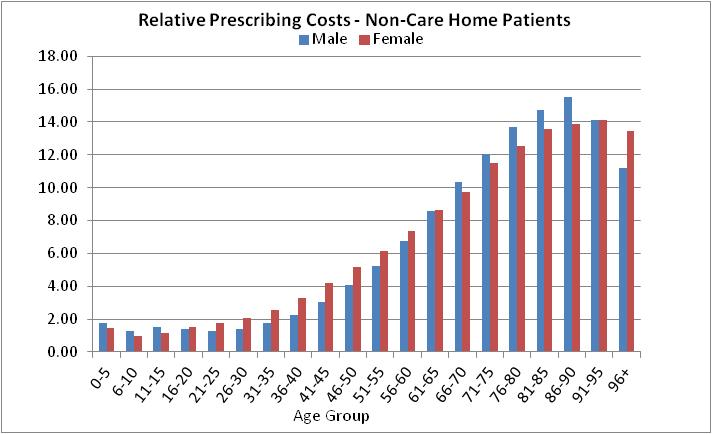 Relative Prescribing Costs - Non-Care Home Patients
Male Female
18.00
16.00
14.00
12.00
10.00
8.00
6.00
4.00
2.00
0.00
0-5 6-10 11-15 16-20 21-25 26-30 31-35 36-40 41-45 46-50 51-55 56-60 61-65 66-70 71-75 76-80 81-85 86-90 91-95 96+
Age Group